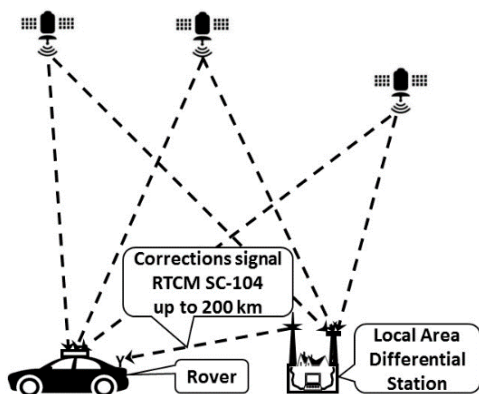 Corrections signal
RTCM SC-104
up to 200 km
Rover
Local Area
Differential
Station